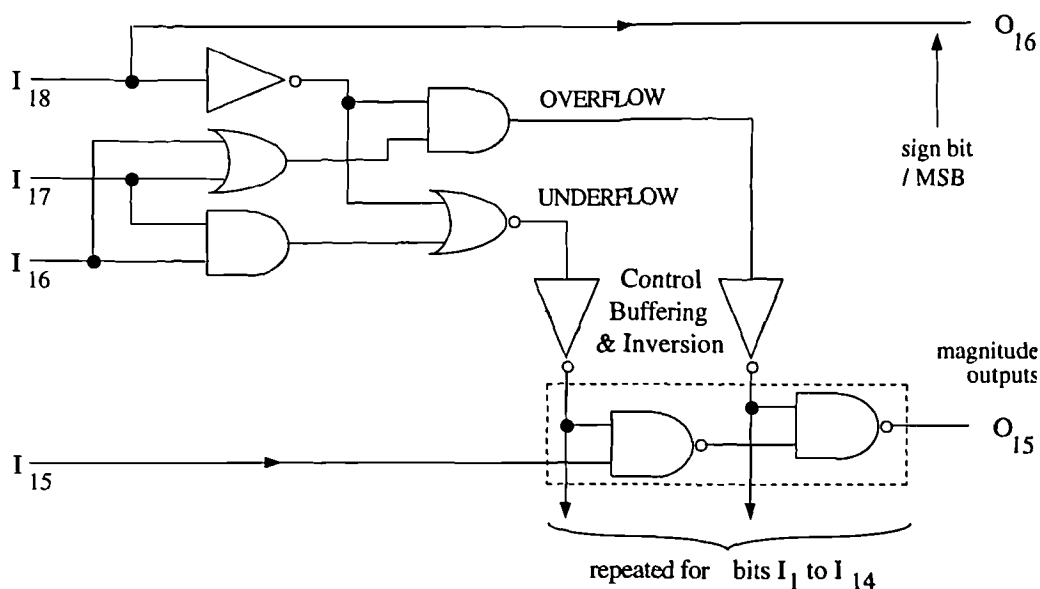 O16
I18
OVERFLOW
sign bit
/ MSB
I17
UNDERFLOW
I16
Control
Buffering
& Inversion
magnitude
outputs
O15
I15
repeated for bits I1 to I14